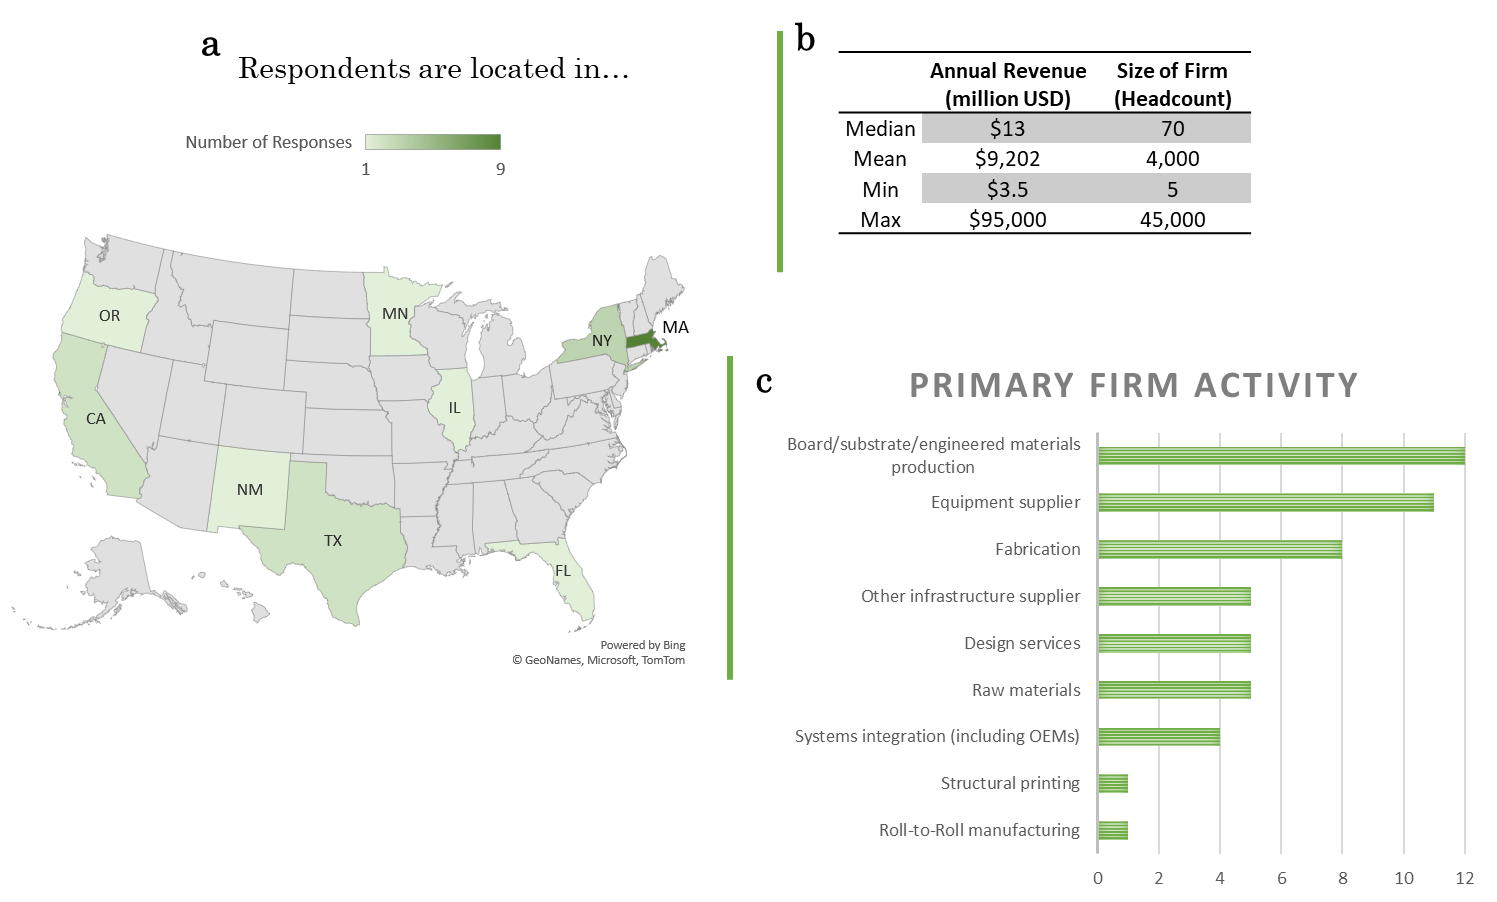 a
Respondents are located in...
Number of Responses
1 9
OR
MN
MA
NY
CA
IL
NM
TX
FL
Powered by Bing
© GeoNames, Microsoft, TomTom
b
Annual Revenue Size of Firm
(million USD) (Headcount)
Median $13 70
Mean $9,202 4,000
Min $3.5 5
Max $95,000 45,000
c
PRIMARY FIRM ACTIVITY
Board/substrate/engineered materials
production
Equipment supplier
Fabrication
Other infrastructure supplier
Design services
Raw materials
Systems integration (including OEMs)
Structural printing
Roll-to-Roll manufacturing
0 2 4 6 8 10 12